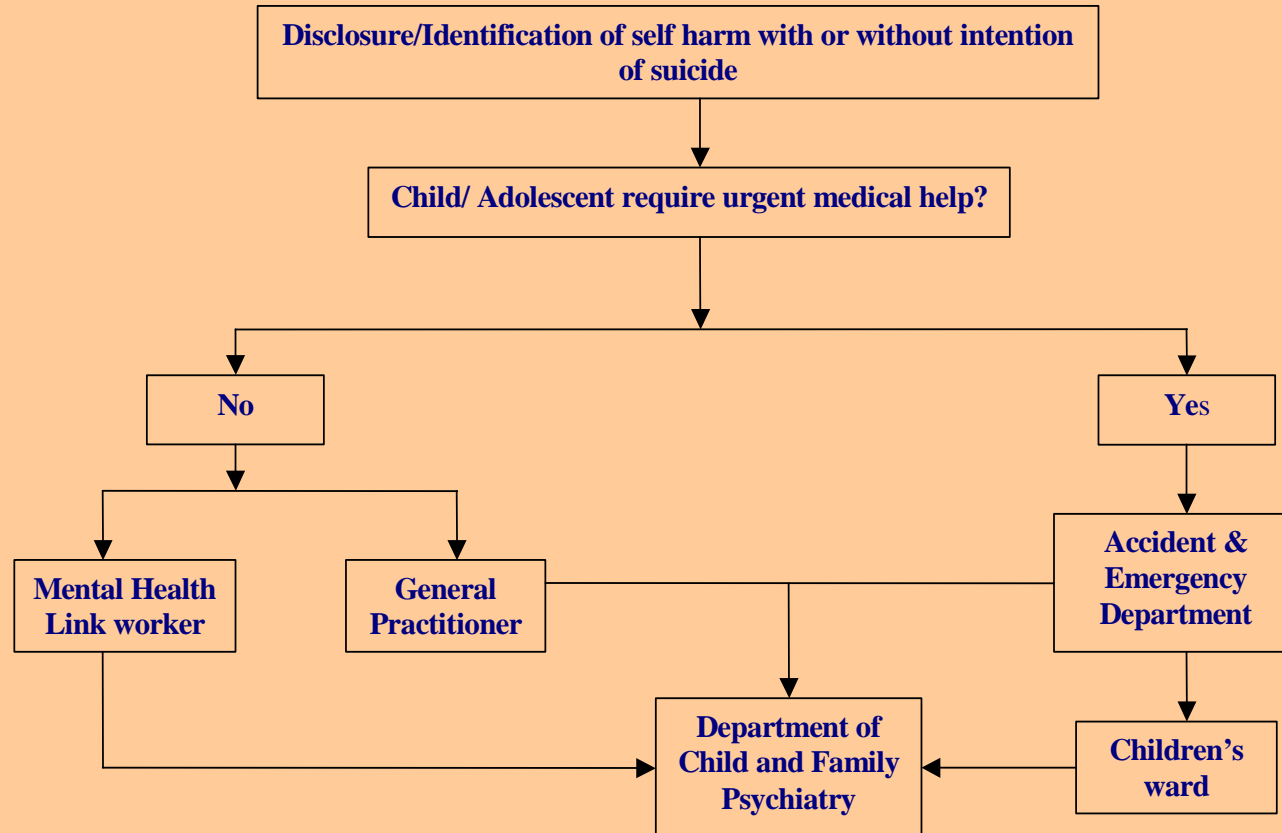 Disclosure/Identification of self harm with or without intention
of suicide
Child/ Adolescent require urgent medical help?
No
Yes
Mental Health
Link worker
General
Practitioner
Accident &
Emergency
Department
Department of
Child and Family
Psychiatry
Children’s
ward